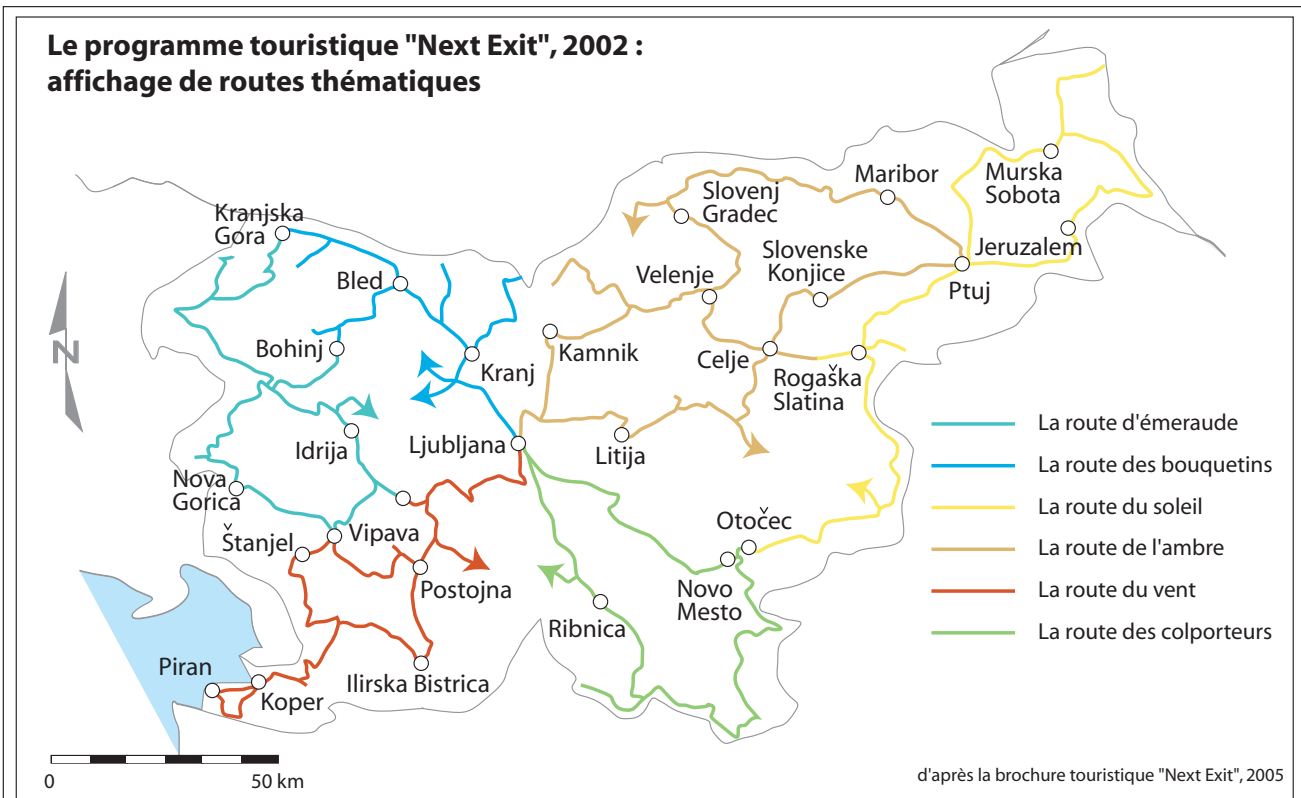 Le programme touristique "Next Exit", 2002 :
affichage de routes thématiques
Kranjska
Gora
Bled
Bohinj
Kranj
Idrija
Ljubljana
Nova
Gorica
Štanjel
Vipava
Postojna
Piran
Koper
Ilirska Bistrica
Slovenj
Gradec
Maribor
Murska
Sobota
Velenje
Slovenske
Konjice
Jeruzalem
Ptuj
Kamnik
Celje
Rogaška
Slatina
Litija
Otočec
Novo
Mesto
Ribnica
N
La route d'émeraude
La route des bouquetins
La route du soleil
La route de l'ambre
La route du vent
La route des colporteurs
0 50 km
d'après la brochure touristique "Next Exit", 2005